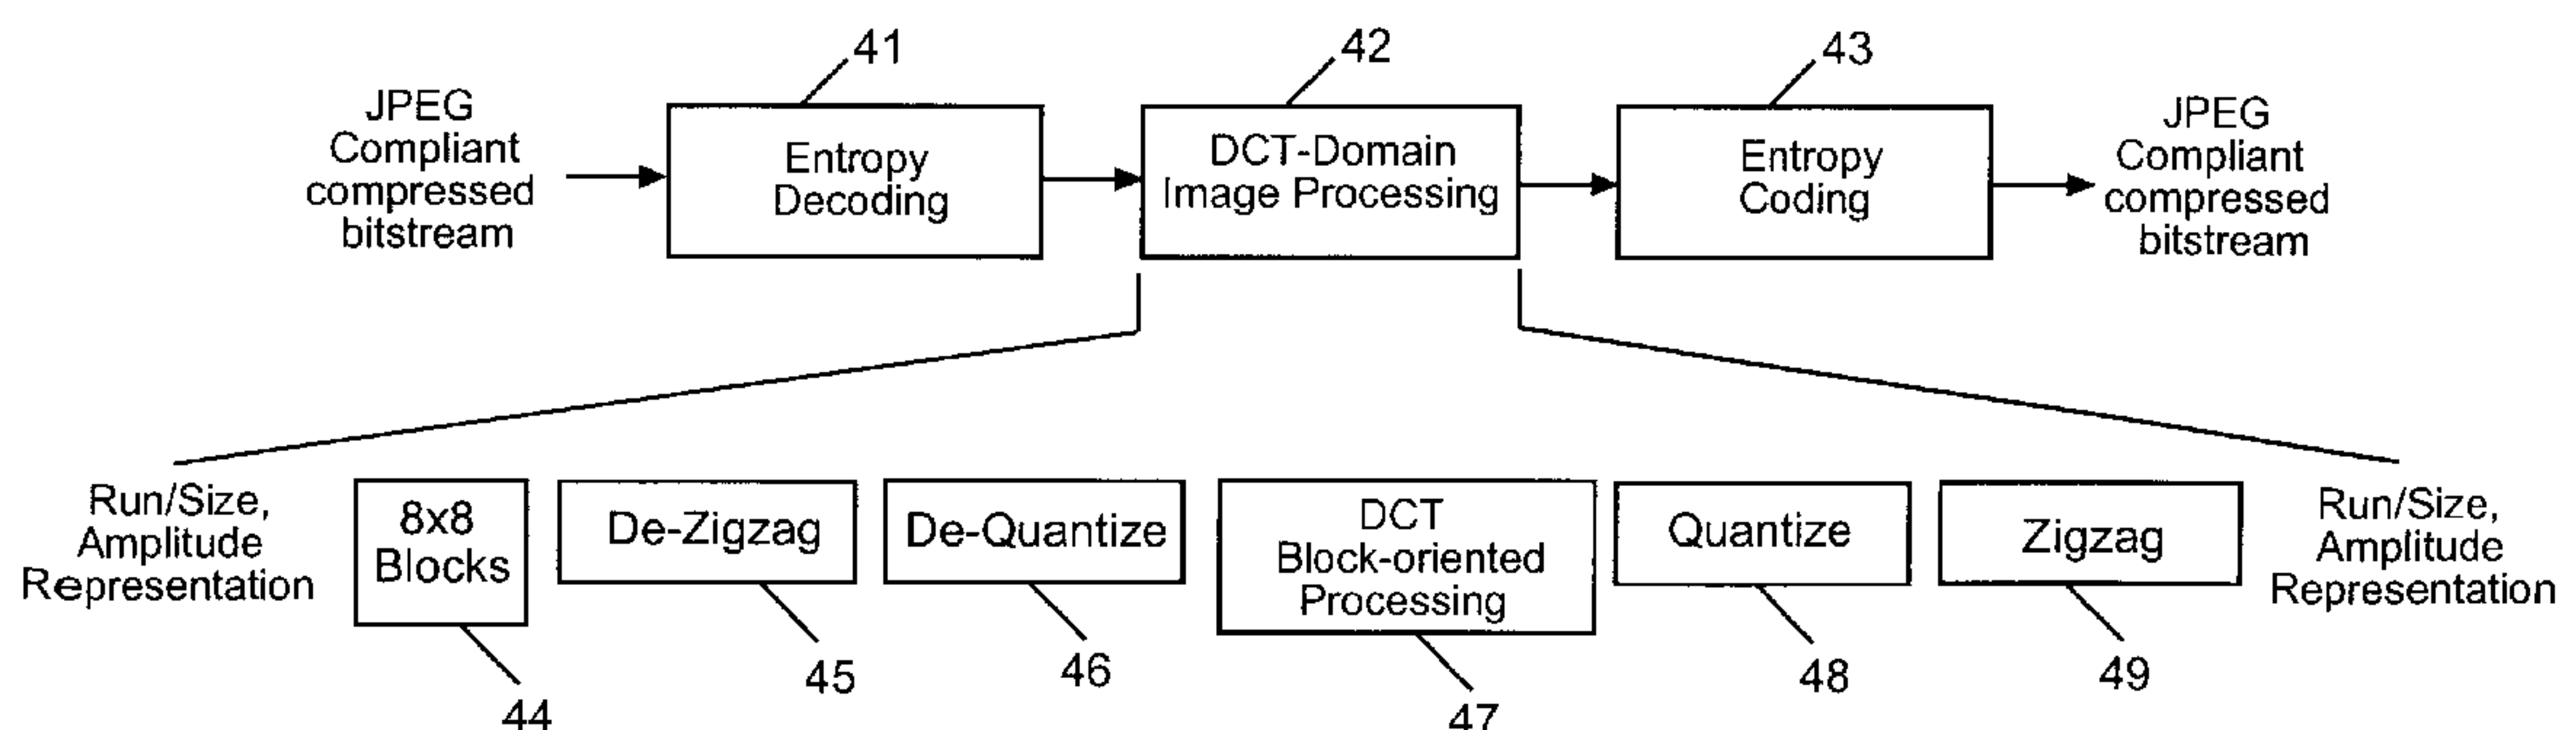 41
42
43
JPEG
Compliant
compressed
bitstream
Entropy
Decoding
DCT-Domain
Image Processing
Entropy
Coding
JPEG
Compliant
compressed
bitstream
Run/Size,
Amplitude
Representation
8x8
Blocks
De-Zigzag
De-Quantize
DCT
Block-oriented
Processing
Quantize
Zigzag
Run/Size,
Amplitude
Representation
44
45
46
47
48
49